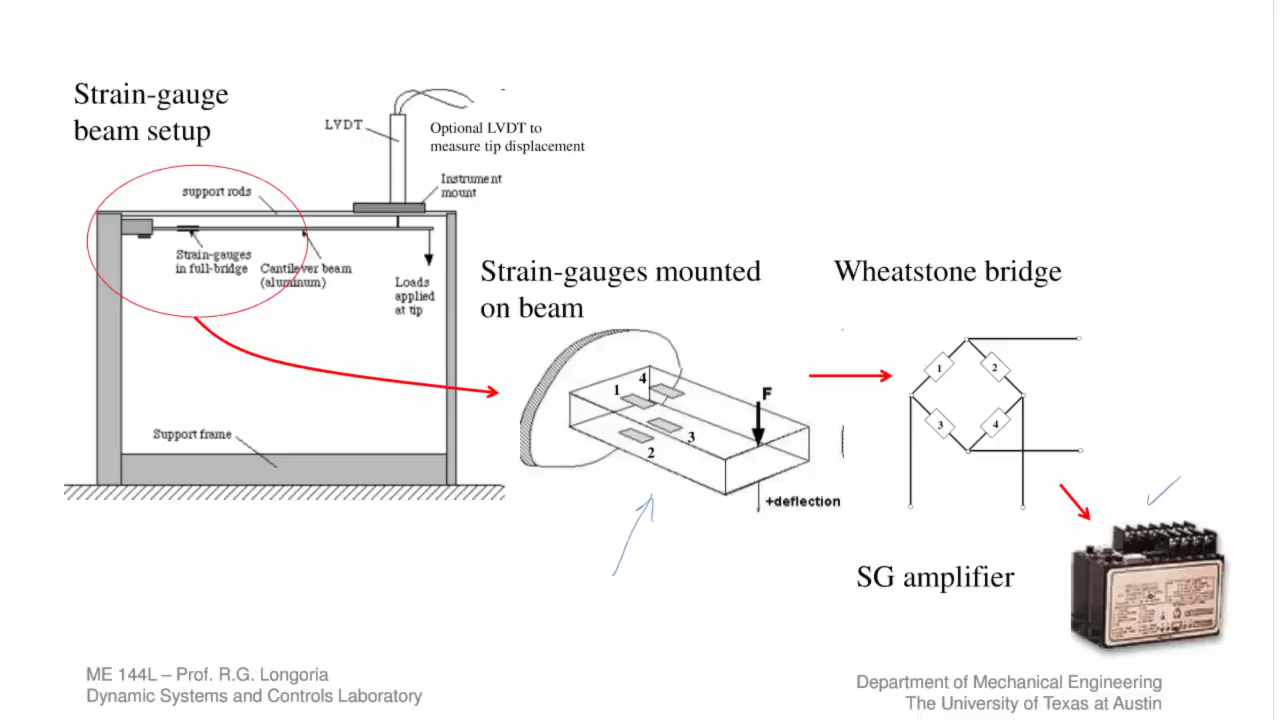 Strain-gauge
beam setup
LVDT
Optional LVDT to
measure tip displacement
Instrument
mount
support rods
Strain-gauges
in full-bridge
Cantilever beam
(aluminum)
Loads
applied
at tip
Support frame
Strain-gauges mounted
on beam
1
4
3
2
F
+deflection
Wheatstone bridge
1
2
3
4
SG amplifier
ME 144L – Prof. R.G. Longoria
Dynamic Systems and Controls Laboratory
Department of Mechanical Engineering
The University of Texas at Austin